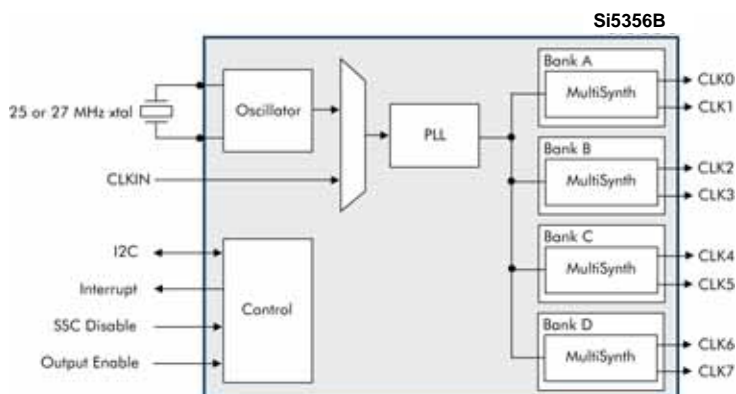 Si5356B
25 or 27 MHz xtal
Oscillator
CLKIN
PLL
I2C
Interrupt
SSC Disable
Output Enable
Control
Bank A
MultiSynth
CLK0
CLK1
Bank B
MultiSynth
CLK2
CLK3
Bank C
MultiSynth
CLK4
CLK5
Bank D
MultiSynth
CLK6
CLK7